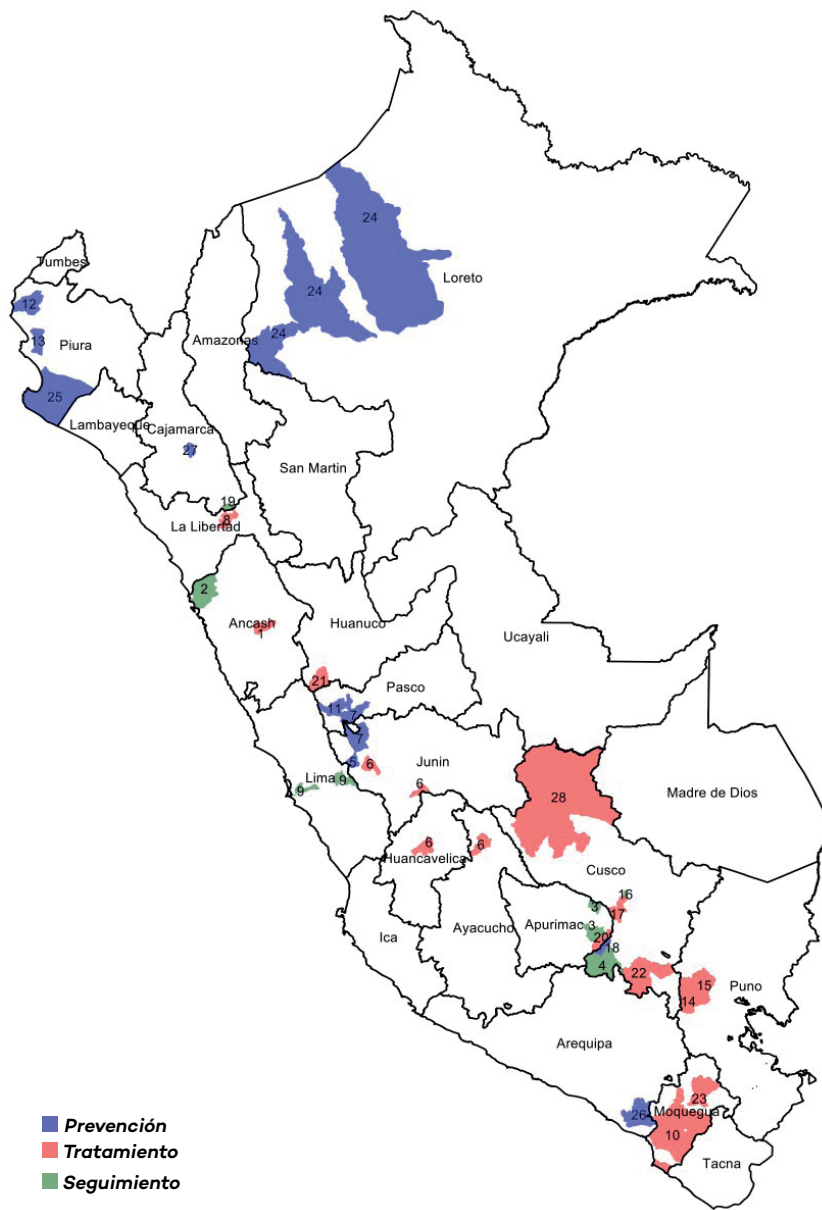 24
Loreto
Tumbes
24
12
24
13
Piura
Amazonas
25
Lambayeque
Cajamarca
27
San Martin
19
8
La Libertad
2
Ancash
1
Huanuco
Ucayali
21
Pasco
11
7
7
5
6
Junin
Lima
9
9
6
28
Madre de Dios
6
6
Huancavelica
Cusco
16
3
17
Ayacucho
Apurimac
3
20
18
Ica
4
22
15
Puno
14
Arequipa
23
26
Moquegua
10
Tacna
Prevención
Tratamiento
Seguimiento